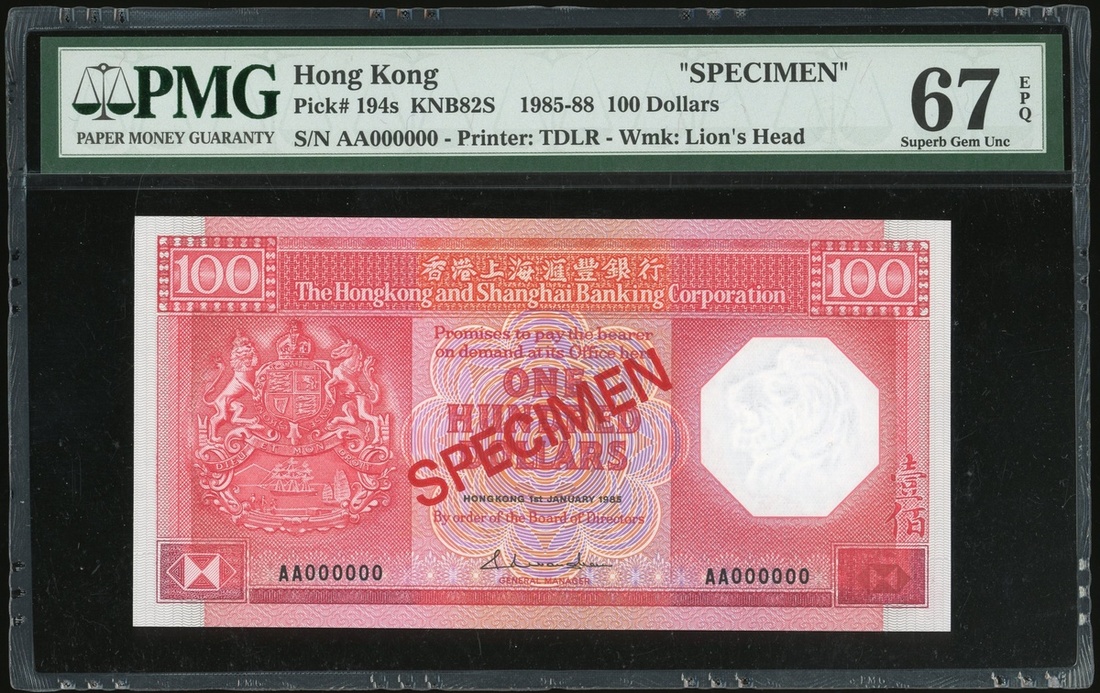 PMG
PAPER MONEY GUARANTY
Hong Kong "SPECIMEN"
Pick# 194s KNB82S 1985-88 100 Dollars
S/N AA000000 - Printer: TDLR - Wmk: Lion's Head
67
EPQ
Superb Gem Unc
100
香港上海滙豐銀行
100
The Hongkong and Shanghai Banking Corporation
Promises to pay the bearer
on demand at its Office here
ONE
HUNDRED
DOLLARS
SPECIMEN
HONGKONG 1st JANUARY 1985
By order of the Board of Directors
壹佰
AA000000
GENERAL MANAGER
AA000000